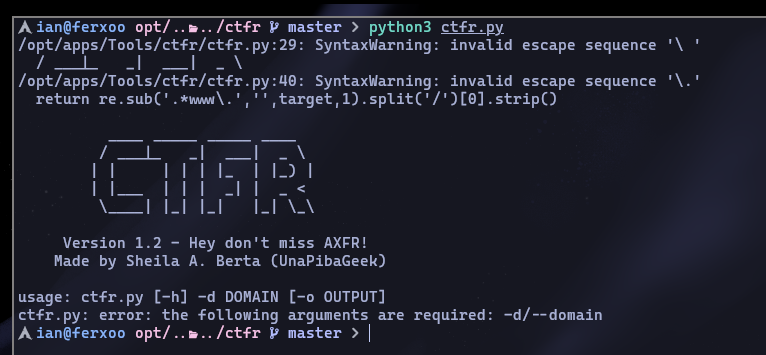 ian@ferxoo opt/../../ctfr master > python3 ctfr.py
/opt/apps/Tools/ctfr/ctfr.py:29: SyntaxWarning: invalid escape sequence '\ '
  / ___|_   _|  ___|  _ \
/opt/apps/Tools/ctfr/ctfr.py:40: SyntaxWarning: invalid escape sequence '\.'
  return re.sub('.*www\.','',target,1).split('/')[0].strip()
          ____ _____ _____ ____
         / ___|_   _|  ___|  _ \
        | |     | | | |_  | |_) |
        | |___  | | |  _| |  _ <
         \____| |_| |_|   |_| \_\
     Version 1.2 - Hey don't miss AXFR!
    Made by Sheila A. Berta (UnaPibaGeek)
usage: ctfr.py [-h] -d DOMAIN [-o OUTPUT]
ctfr.py: error: the following arguments are required: -d/--domain
ian@ferxoo opt/../../ctfr master >